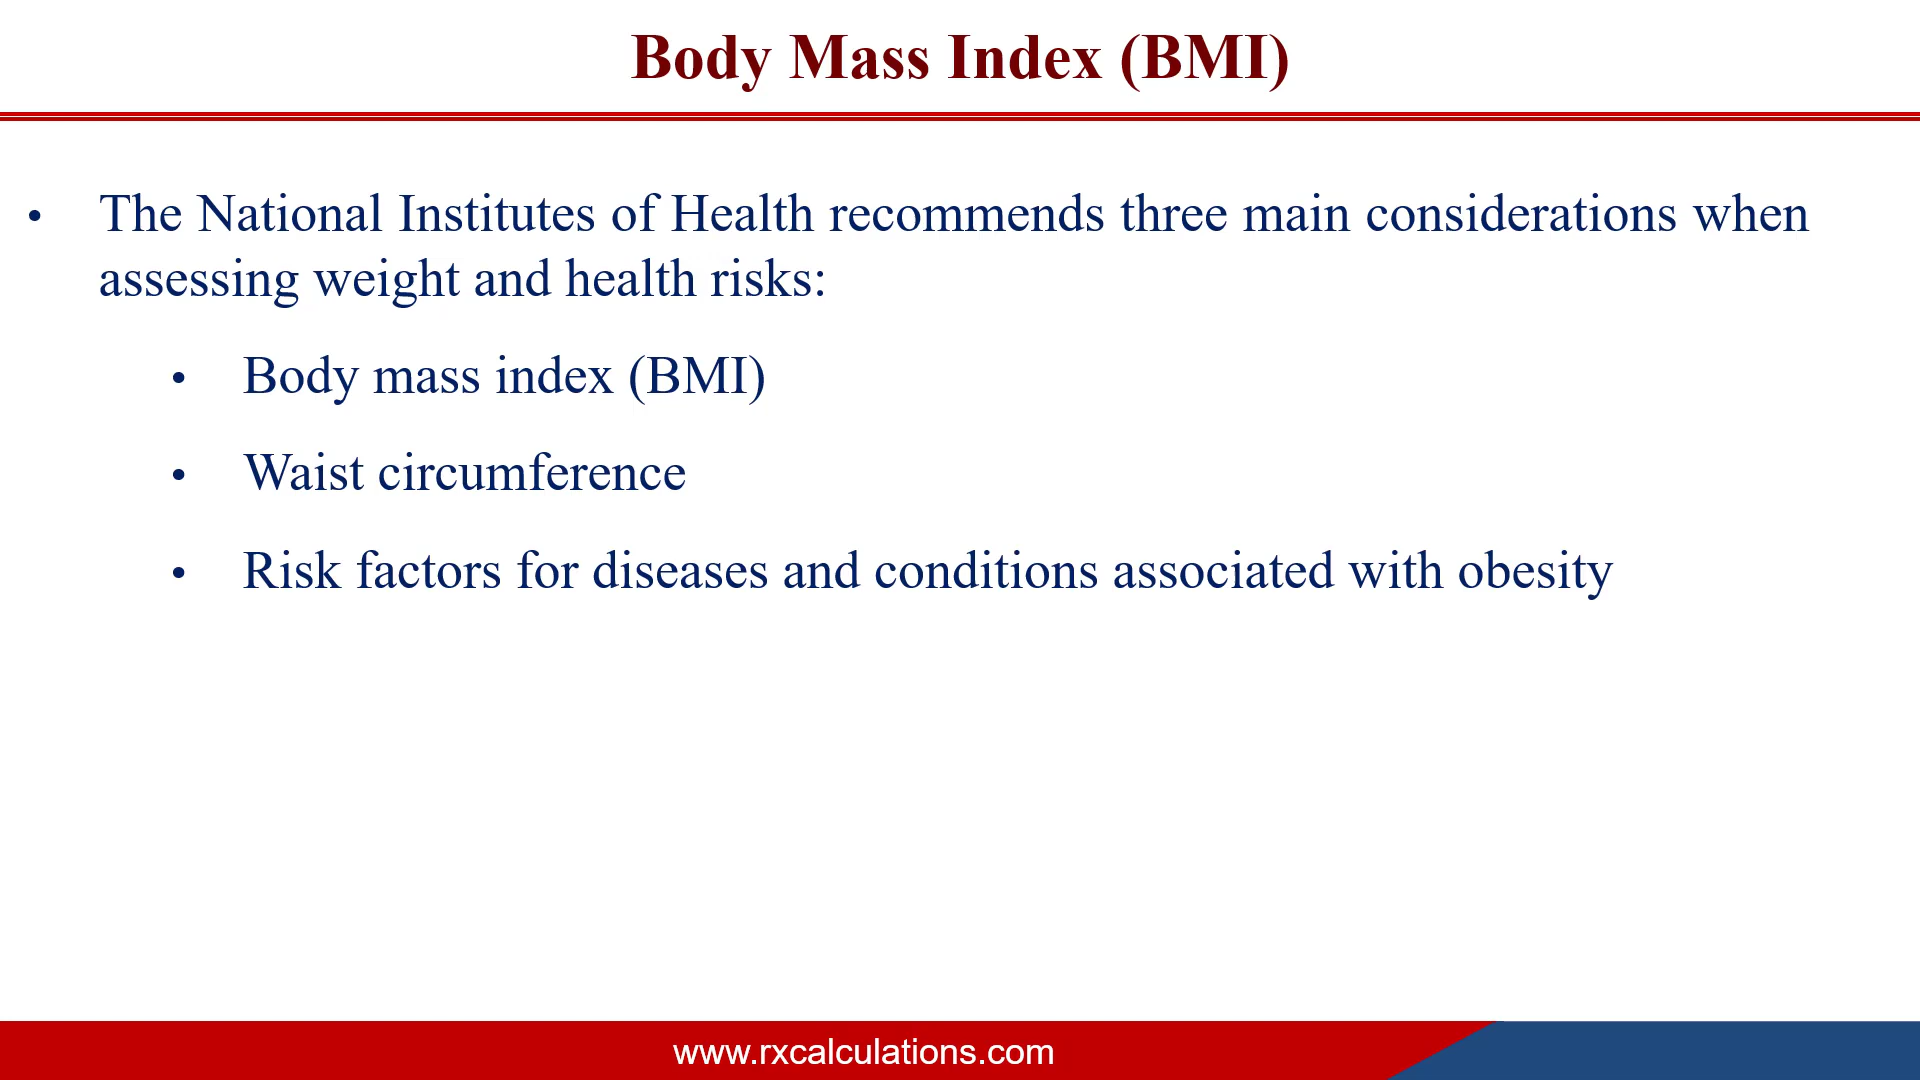 Body Mass Index (BMI)
• The National Institutes of Health recommends three main considerations when
assessing weight and health risks:
• Body mass index (BMI)
• Waist circumference
• Risk factors for diseases and conditions associated with obesity
www.rxcalculations.com